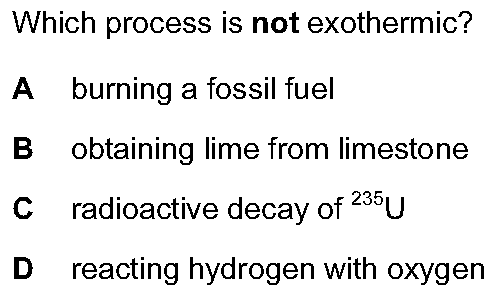 Which process is not exothermic?
A burning a fossil fuel
B obtaining lime from limestone
C radioactive decay of ²³⁵U
D reacting hydrogen with oxygen